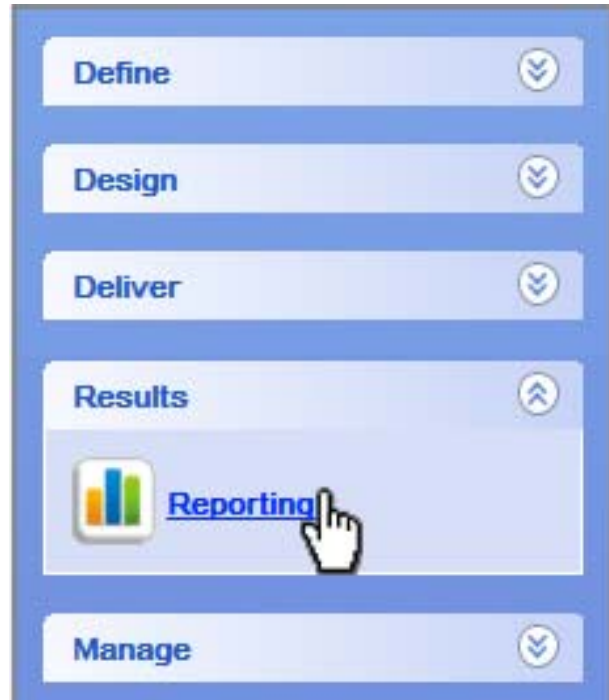 Define
Design
Deliver
Results
Reporting
Manage